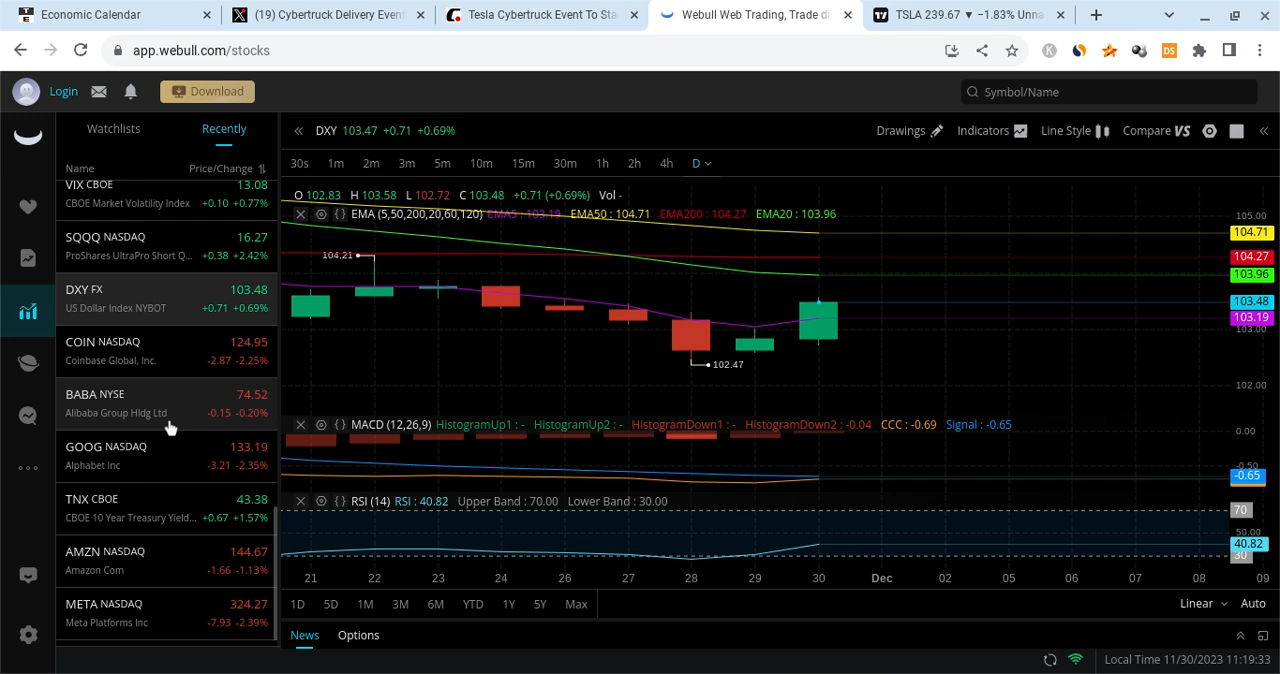 Economic Calendar
(19) Cybertruck Delivery Even
Tesla Cybertruck Event To Sta
Webull Web Trading, Trade di
TSLA 239.67 ▼ −1.83% Unna
app.webull.com/stocks
Login
Download
Symbol/Name
Watchlists
Recently
DXY 103.47 +0.71 +0.69%
Drawings
Indicators
Line Style
Compare VS
Name
Price/Change
30s 1m 2m 3m 5m 10m 15m 30m 1h 2h 4h D
VIX CBOE 13.08
CBOE Market Volatility Index +0.10 +0.77%
SQQQ NASDAQ 16.27
ProShares UltraPro Short Q... +0.38 +2.42%
DXY FX 103.48
US Dollar Index NYBOT +0.71 +0.69%
COIN NASDAQ 124.95
Coinbase Global, Inc. -2.87 -2.25%
BABA NYSE 74.52
Alibaba Group Hldg Ltd -0.15 -0.20%
GOOG NASDAQ 133.19
Alphabet Inc -3.21 -2.35%
TNX CBOE 43.38
CBOE 10 Year Treasury Yield... +0.67 +1.57%
AMZN NASDAQ 144.67
Amazon Com -1.66 -1.13%
META NASDAQ 324.27
Meta Platforms Inc -7.93 -2.39%
O 102.83 H 103.58 L 102.72 C 103.48 +0.71 (+0.69%) Vol -
EMA (5,50,200,20,60,120) EMA5 : 103.19 EMA50 : 104.71 EMA200 : 104.27 EMA20 : 103.96
105.00
104.71
104.27
103.96
103.48
103.19
103.00
102.00
104.21
102.47
MACD (12,26,9) HistogramUp1 : - HistogramUp2 : - HistogramDown1 : - HistogramDown2 : -0.04 CCC : -0.69 Signal : -0.65
0.00
-0.50
-0.65
RSI (14) RSI : 40.82 Upper Band : 70.00 Lower Band : 30.00
70
50.00
40.82
30
21 22 23 24 25 26 27 28 29 30 Dec 02 05 06 07 08 09
1D 5D 1M 3M 6M YTD 1Y 5Y Max
Linear
Auto
News
Options
Local Time 11/30/2023 11:19:33